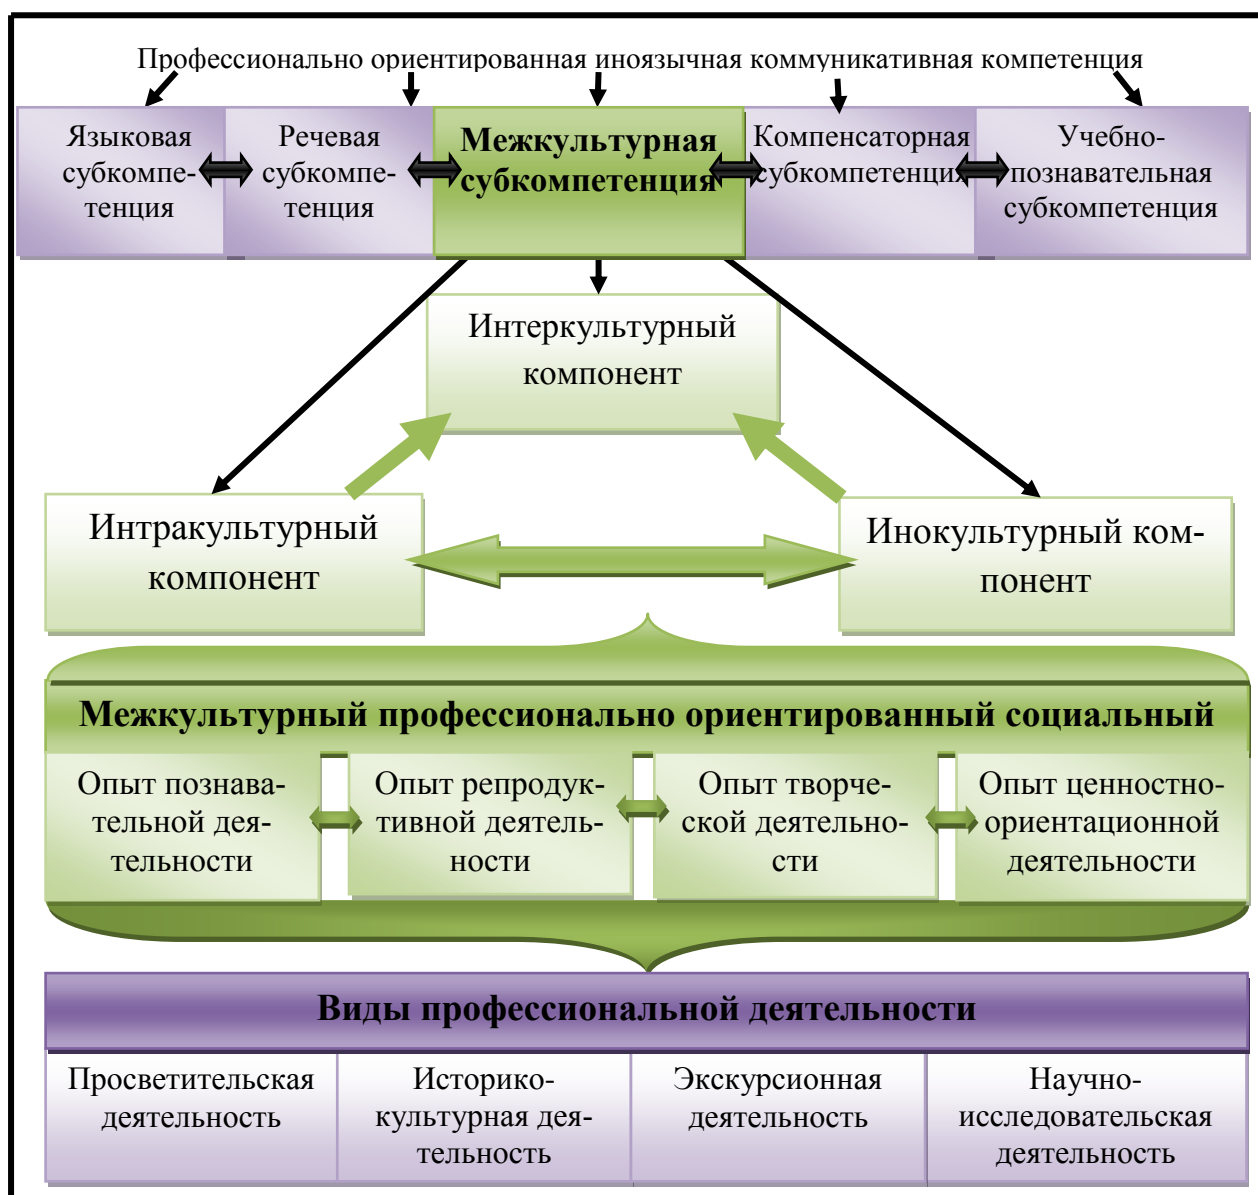 Профессионально ориентированная иноязычная коммуникативная компетенция
Языковая
субкомпе-
тенция
Речевая
субкомпе-
тенция
Межкультурная
субкомпетенция
Компенсаторная
субкомпетенция
Учебно-
познавательная
субкомпетенция
Интеркультурный
компонент
Интракультурный
компонент
Инокультурный ком-
понент
Межкультурный профессионально ориентированный социальный
Опыт познава-
тельной дея-
тельности
Опыт репродук-
тивной деятель-
ности
Опыт творче-
ской деятельно-
сти
Опыт ценностно-
ориентационной
деятельности
Виды профессиональной деятельности
Просветительская
деятельность
Историко-
культурная дея-
тельность
Экскурсионная
деятельность
Научно-
исследовательская
деятельность